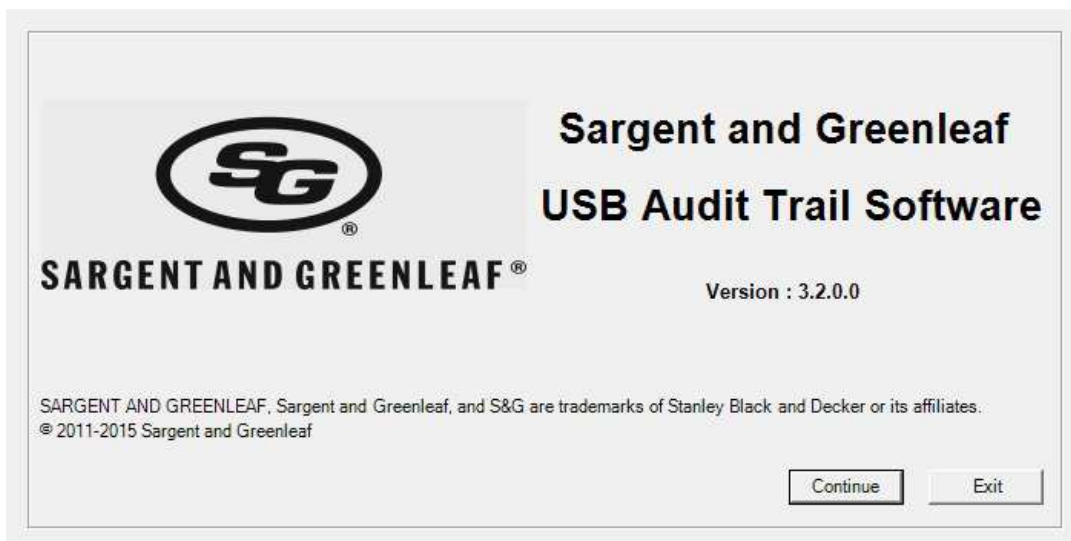 SG
®
SARGENT AND GREENLEAF®
Sargent and Greenleaf
USB Audit Trail Software
Version : 3.2.0.0
SARGENT AND GREENLEAF, Sargent and Greenleaf, and S&G are trademarks of Stanley Black and Decker or its affiliates.
© 2011-2015 Sargent and Greenleaf
Continue
Exit